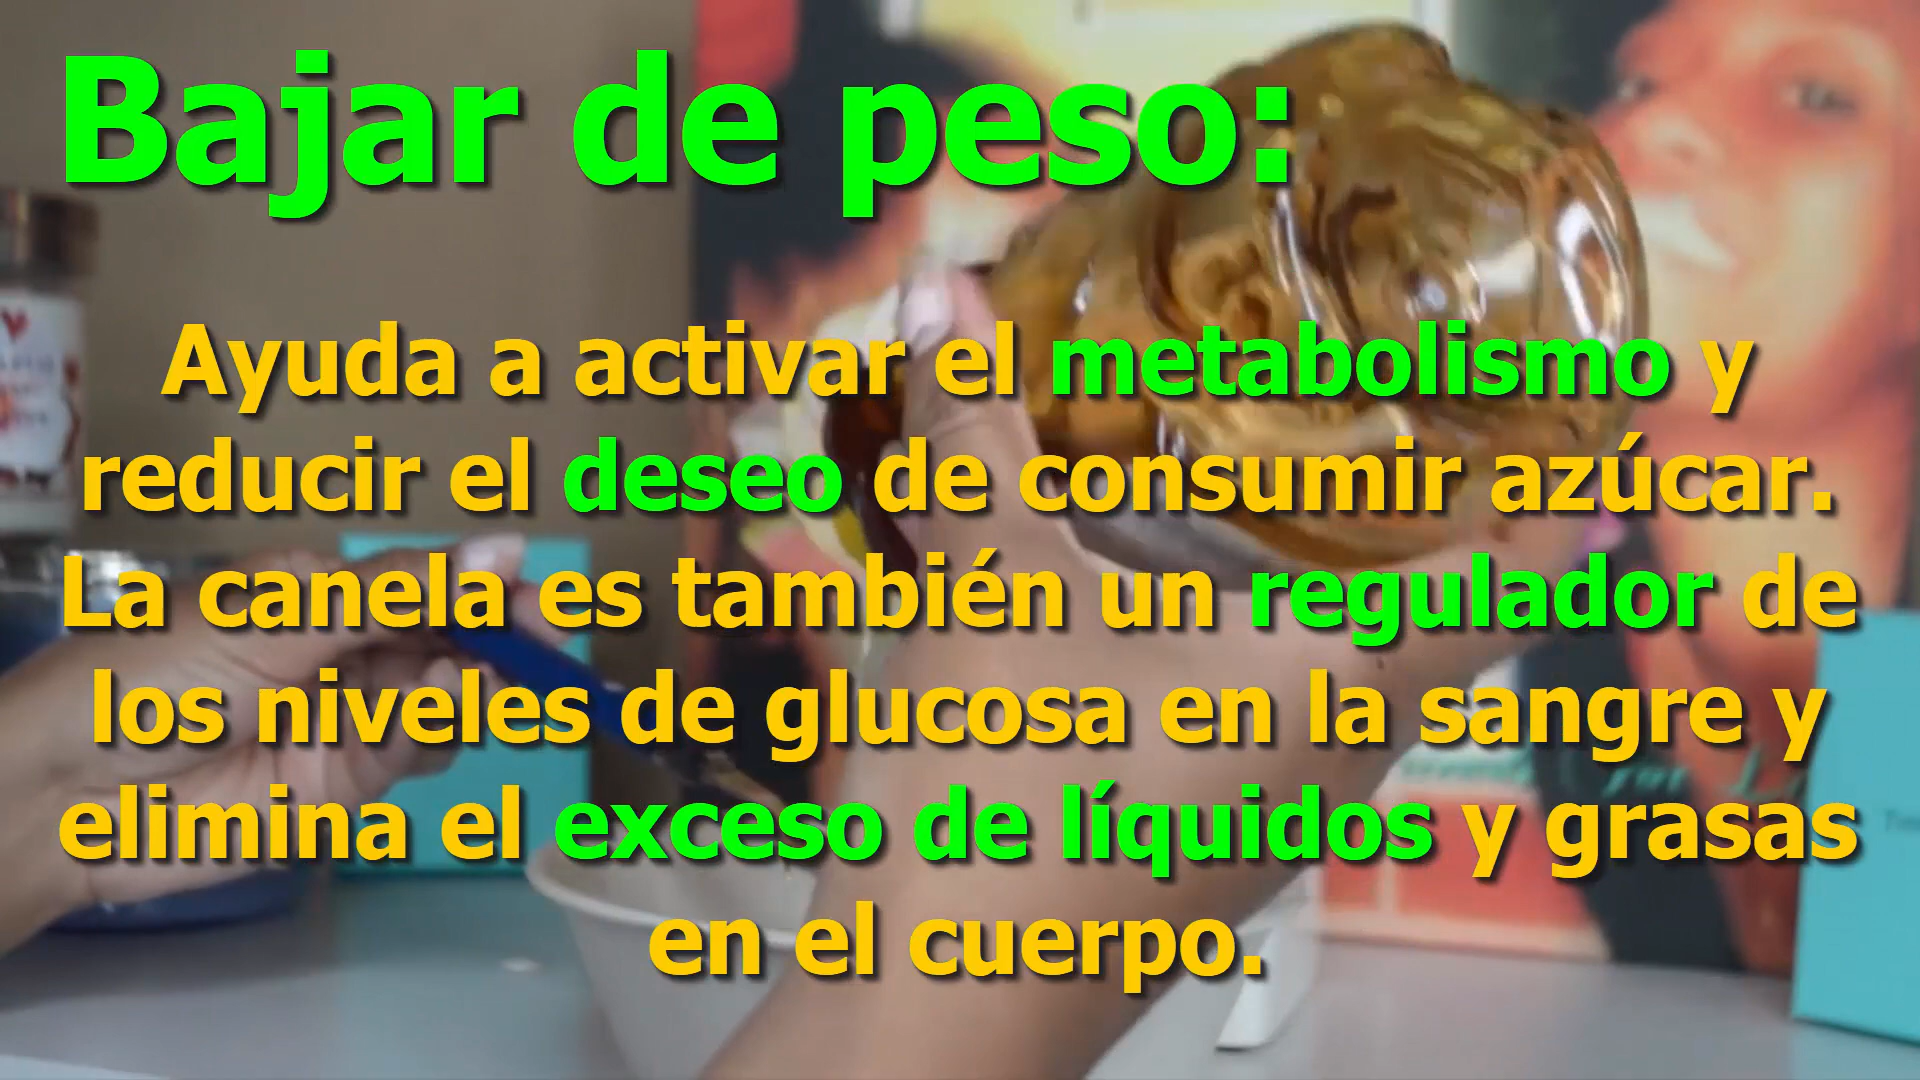 Bajar de peso:
Ayuda a activar el metabolismo y
reducir el deseo de consumir azúcar.
La canela es también un regulador de
los niveles de glucosa en la sangre y
elimina el exceso de líquidos y grasas
en el cuerpo.